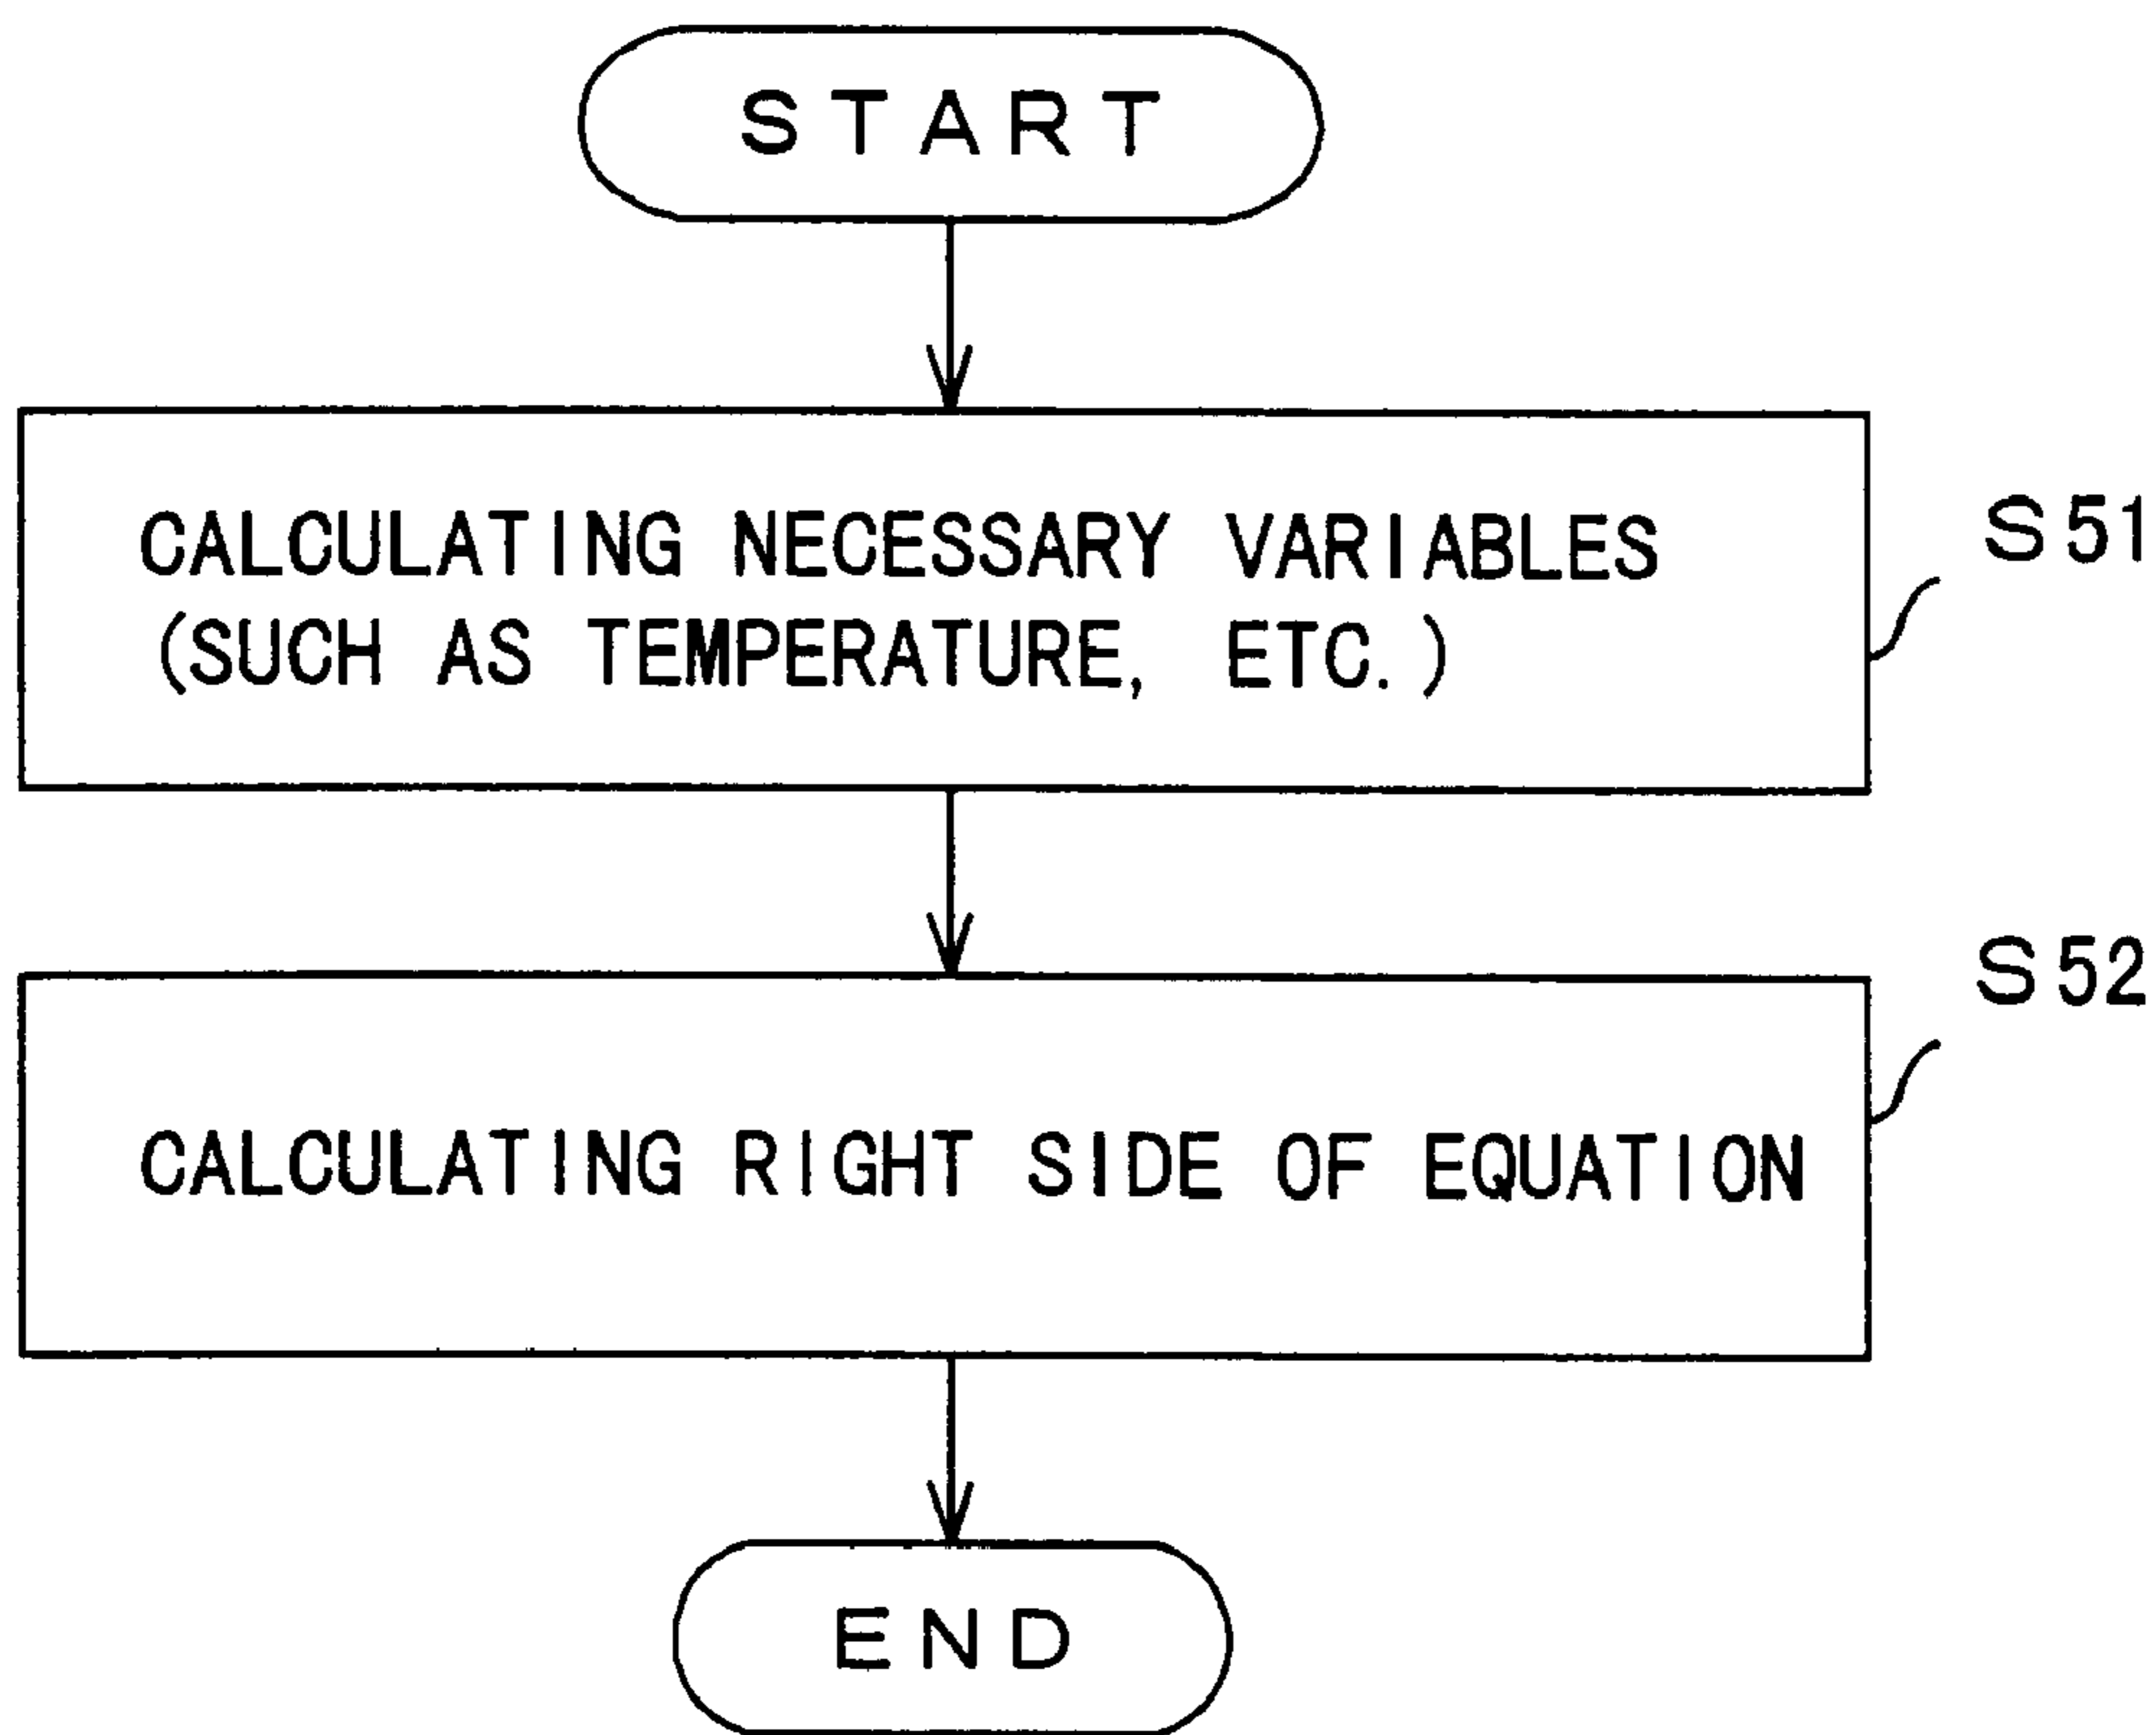 START
CALCULATING NECESSARY VARIABLES
(SUCH AS TEMPERATURE, ETC.)
S51
CALCULATING RIGHT SIDE OF EQUATION
S52
END